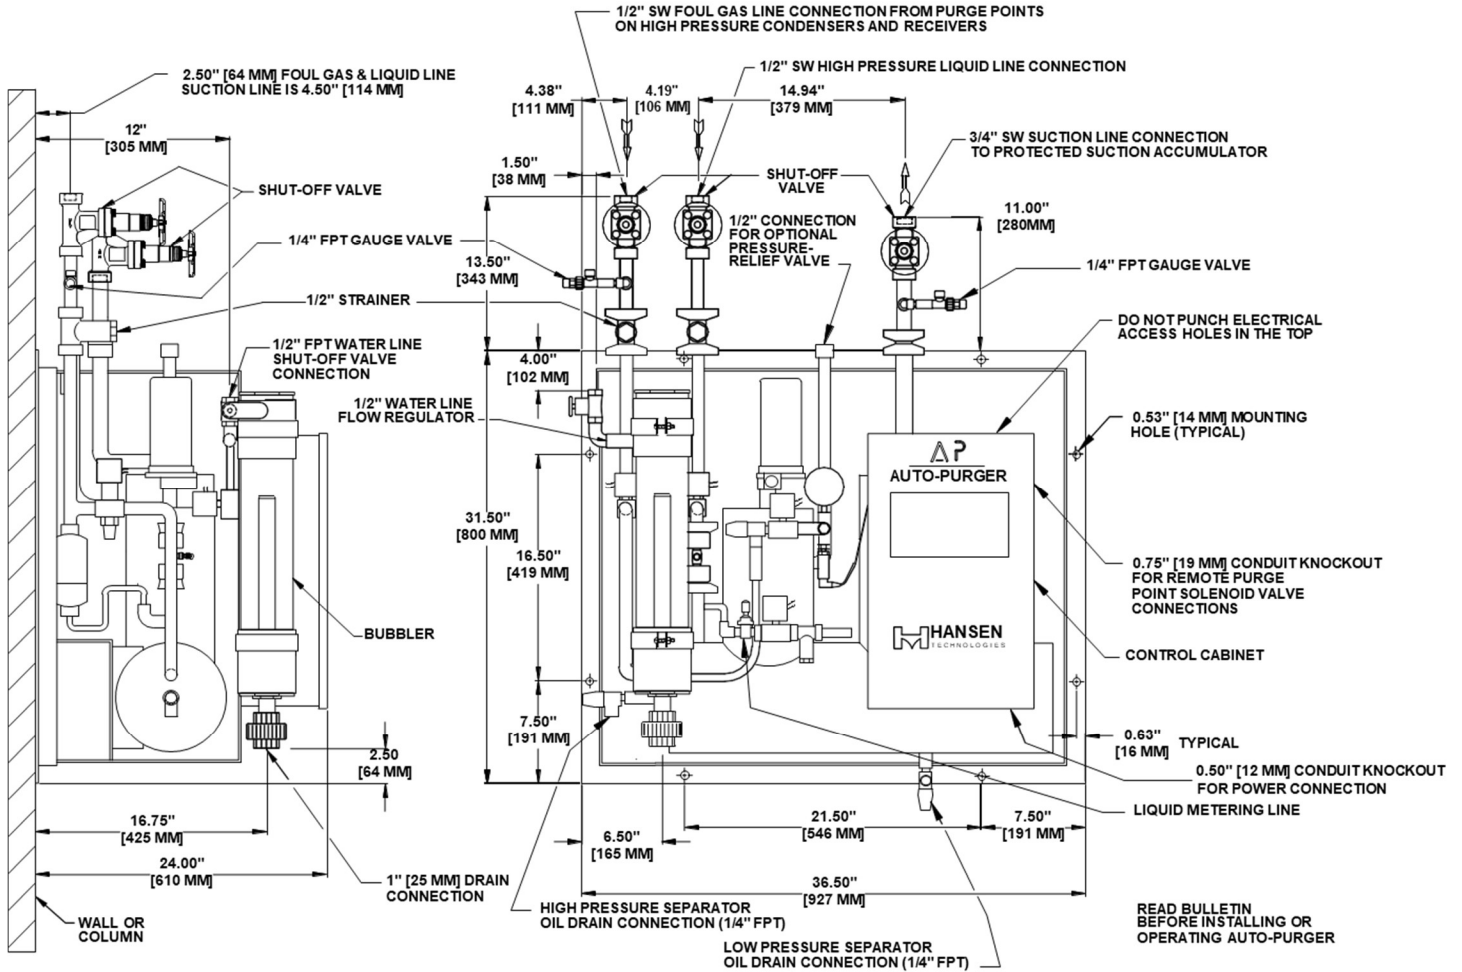 1/2" SW FOUL GAS LINE CONNECTION FROM PURGE POINTS
ON HIGH PRESSURE CONDENSERS AND RECEIVERS
2.50" [64 MM] FOUL GAS & LIQUID LINE
SUCTION LINE IS 4.50" [114 MM]
12"
[305 MM]
SHUT-OFF VALVE
1/4" FPT GAUGE VALVE
1/2" STRAINER
1/2" FPT WATER LINE
SHUT-OFF VALVE
CONNECTION
1/2" WATER LINE
FLOW REGULATOR
BUBBLER
2.50
[64 MM]
16.75"
[425 MM]
24.00"
[610 MM]
1" [25 MM] DRAIN
CONNECTION
WALL OR
COLUMN
1/2" SW HIGH PRESSURE LIQUID LINE CONNECTION
4.38"
[111 MM]
4.19"
[106 MM]
14.94"
[379 MM]
3/4" SW SUCTION LINE CONNECTION
TO PROTECTED SUCTION ACCUMULATOR
1.50"
[38 MM]
SHUT-OFF
VALVE
1/2" CONNECTION
FOR OPTIONAL
PRESSURE-
RELIEF VALVE
11.00"
[280MM]
13.50"
[343 MM]
1/4" FPT GAUGE VALVE
DO NOT PUNCH ELECTRICAL
ACCESS HOLES IN THE TOP
4.00"
[102 MM]
0.53" [14 MM] MOUNTING
HOLE (TYPICAL)
AP
AUTO-PURGER
31.50"
[800 MM]
16.50"
[419 MM]
0.75" [19 MM] CONDUIT KNOCKOUT
FOR REMOTE PURGE
POINT SOLENOID VALVE
CONNECTIONS
HANSEN
TECHNOLOGIES
CONTROL CABINET
7.50"
[191 MM]
0.63"
[16 MM]
TYPICAL
0.50" [12 MM] CONDUIT KNOCKOUT
FOR POWER CONNECTION
LIQUID METERING LINE
6.50"
[165 MM]
21.50"
[546 MM]
7.50"
[191 MM]
36.50"
[927 MM]
HIGH PRESSURE SEPARATOR
OIL DRAIN CONNECTION (1/4" FPT)
LOW PRESSURE SEPARATOR
OIL DRAIN CONNECTION (1/4" FPT)
READ BULLETIN
BEFORE INSTALLING OR
OPERATING AUTO-PURGER